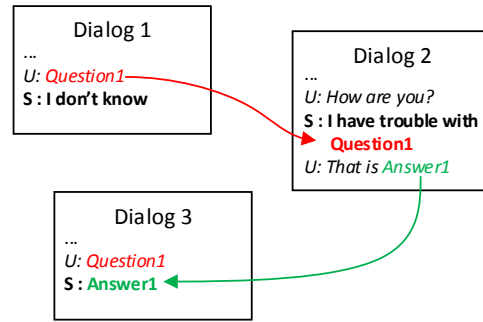 Dialog 1
...
U: Question1
S : I don't know
Dialog 2
...
U: How are you?
S : I have trouble with
Question1
U: That is Answer1
Dialog 3
...
U: Question1
S : Answer1